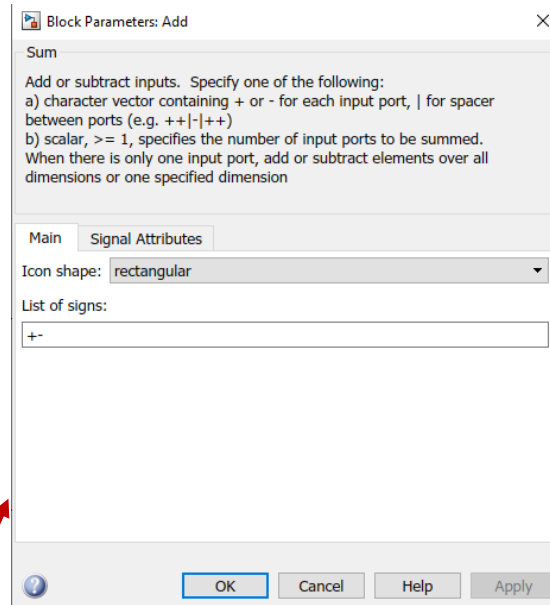 Block Parameters: Add
Sum
Add or subtract inputs.  Specify one of the following:
a) character vector containing + or - for each input port, | for spacer
between ports (e.g. ++|-|++)
b) scalar, >= 1, specifies the number of input ports to be summed.
When there is only one input port, add or subtract elements over all
dimensions or one specified dimension
Main Signal Attributes
Icon shape: rectangular
List of signs:
+-
OK Cancel Help Apply